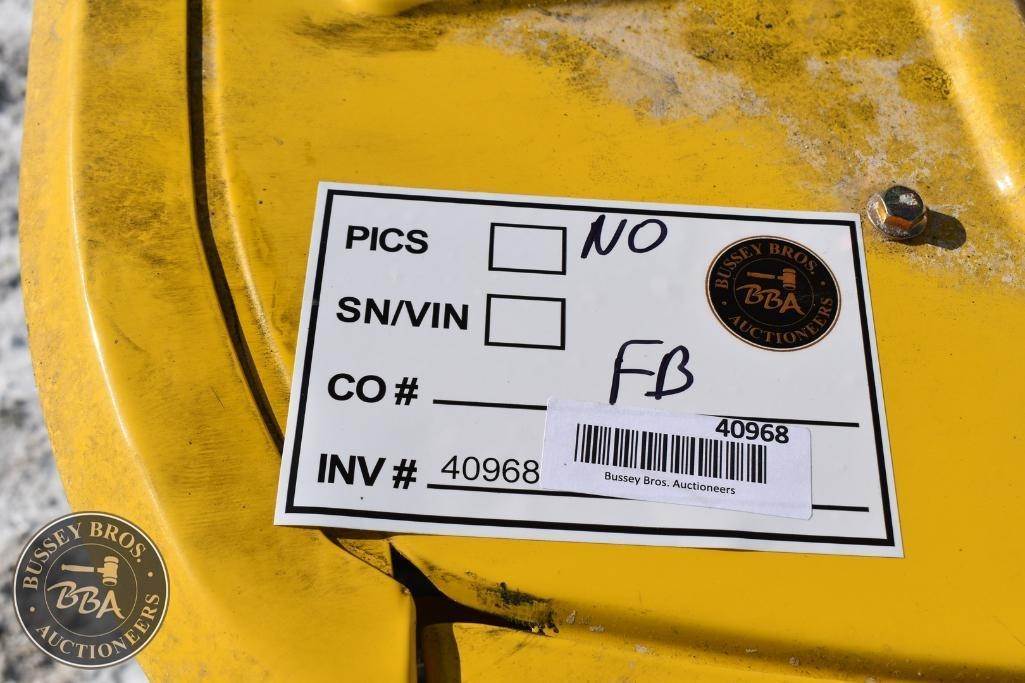 PICS NO
BUSSEY BROS.
BBA
AUCTIONEERS
SN/VIN
CO # FB
INV # 40968
40968
Bussey Bros. Auctioneers
BUSSEY BROS.
BBA
AUCTIONEERS